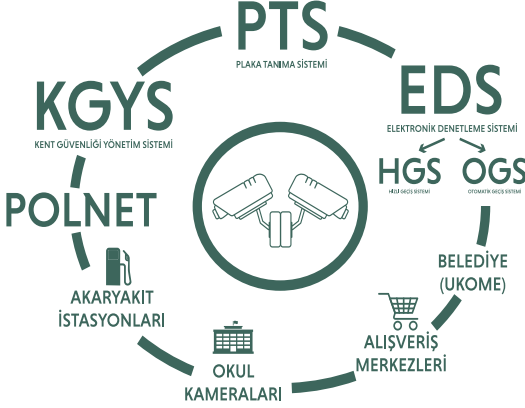 PTS
PLAKA TANIMA SİSTEMİ
KGYS
KENT GÜVENLİĞİ YÖNETİM SİSTEMİ
EDS
ELEKTRONİK DENETLEME SİSTEMİ
HGS
HIZLI GEÇİŞ SİSTEMİ
OGS
OTOMATİK GEÇİŞ SİSTEMİ
POLNET
BELEDİYE
(UKOME)
AKARYAKIT
İSTASYONLARI
ALIŞVERİŞ
MERKEZLERİ
OKUL
KAMERALARI